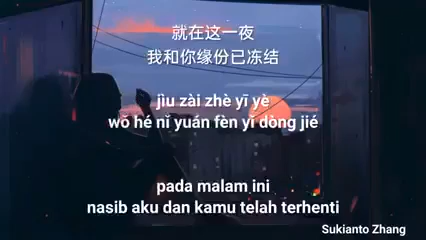 就在这一夜
我和你缘份已冻结
jìu zài zhè yī yè
wǒ hé nǐ yuán fèn yǐ dòng jié
pada malam ini
nasib aku dan kamu telah terhenti
Sukianto Zhang